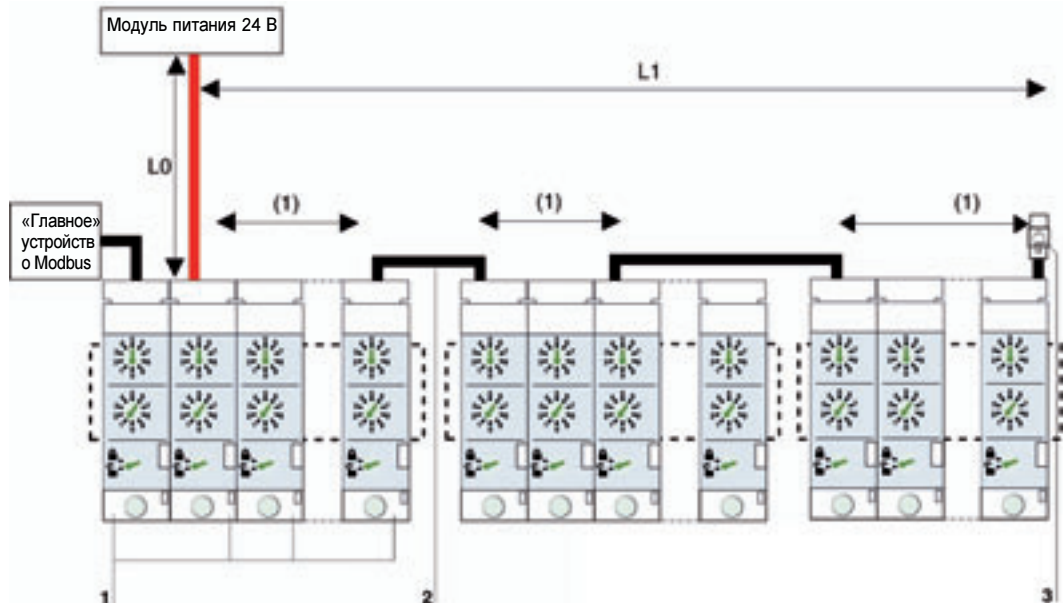 Модуль питания 24 В
L1
L0
(1)
(1)
(1)
«Главное»
устройств
о Modbus
1
2
3